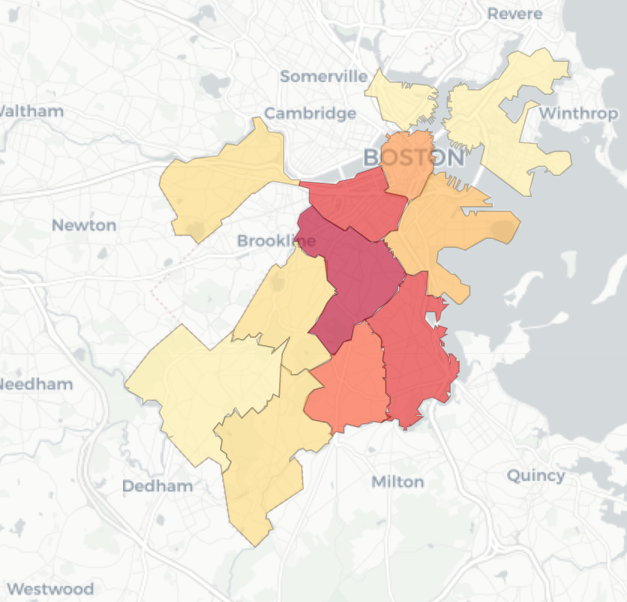 Revere
Somerville
Waltham
Cambridge
Winthrop
BOSTON
Newton
Brookline
Needham
Dedham
Milton
Quincy
Westwood